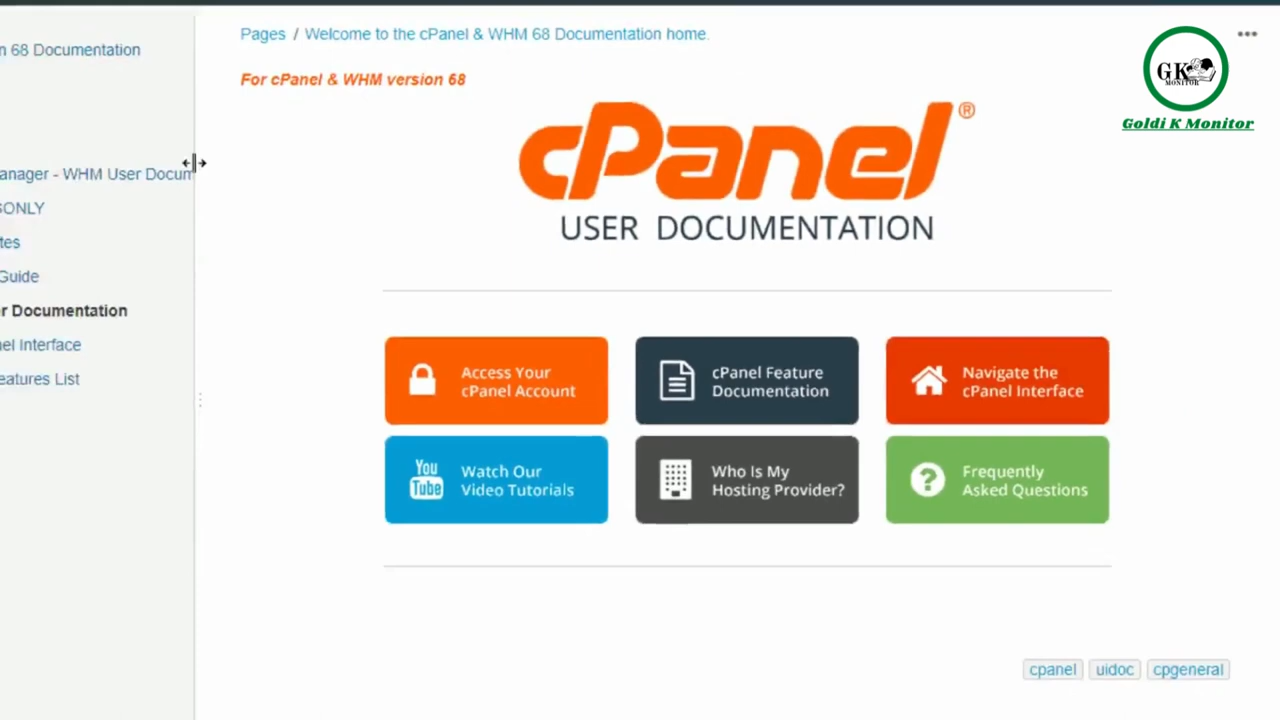 Pages / Welcome to the cPanel & WHM 68 Documentation home.
For cPanel & WHM version 68
cPanel®
USER DOCUMENTATION
Access Your
cPanel Account
cPanel Feature
Documentation
Navigate the
cPanel Interface
You
Tube
Watch Our
Video Tutorials
Who Is My
Hosting Provider?
Frequently
Asked Questions
cpanel
uidoc
cpgeneral
n 68 Documentation
anager - WHM User Docum
SONLY
tes
Guide
r Documentation
nel Interface
eatures List
GK
MONITOR
Goldi K Monitor